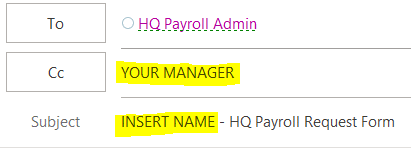 To HQ Payroll Admin
Cc YOUR MANAGER
Subject INSERT NAME - HQ Payroll Request Form